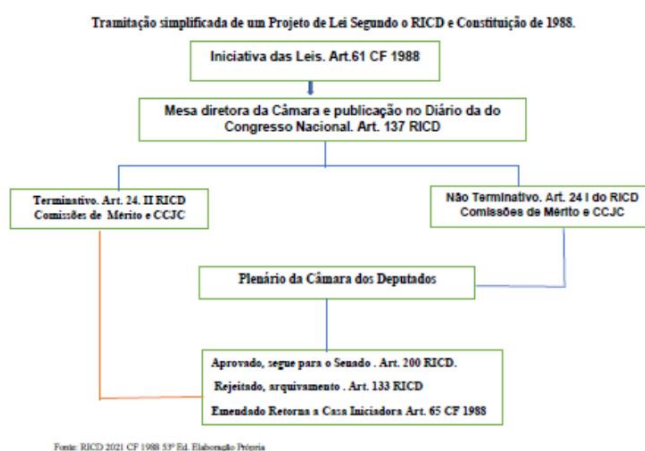 Tramitação simplificada de um Projeto de Lei Segundo o RICD e Constituição de 1988.
Iniciativa das Leis. Art.61 CF 1988
Mesa diretora da Câmara e publicação no Diário da do
Congresso Nacional. Art. 137 RICD
Terminativo. Art. 24. II RICD
Comissões de Mérito e CCJC
Não Terminativo. Art. 24 I do RICD
Comissões de Mérito e CCJC
Plenário da Câmara dos Deputados
Aprovado, segue para o Senado . Art. 200 RICD.
Rejeitado, arquivamento . Art. 133 RICD
Emendado Retorna a Casa Iniciadora Art. 65 CF 1988
Fonte: RICD 2021 CF 1988 53º Ed. Elaboração Própria